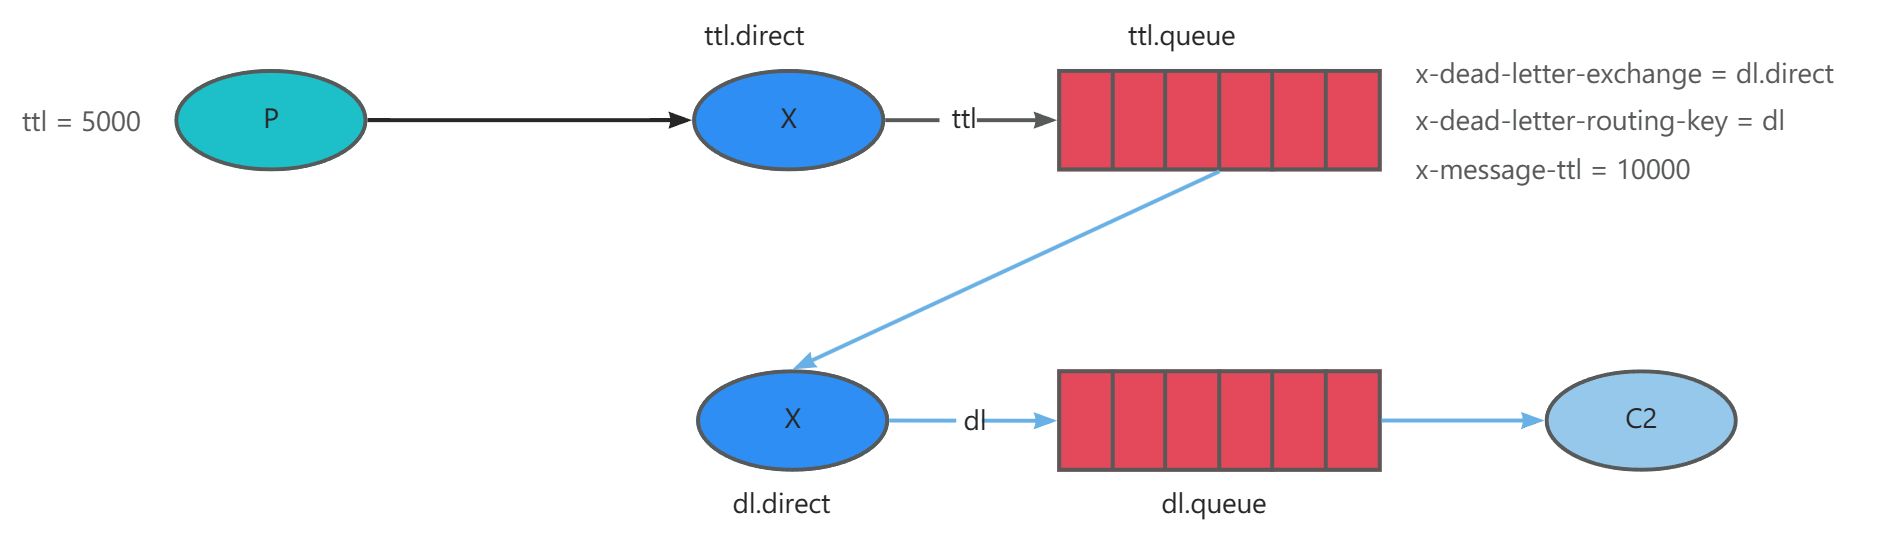 ttl.direct
ttl.queue
x-dead-letter-exchange = dl.direct
ttl = 5000
P
X
ttl
x-dead-letter-routing-key = dl
x-message-ttl = 10000
X
dl
C2
dl.direct
dl.queue